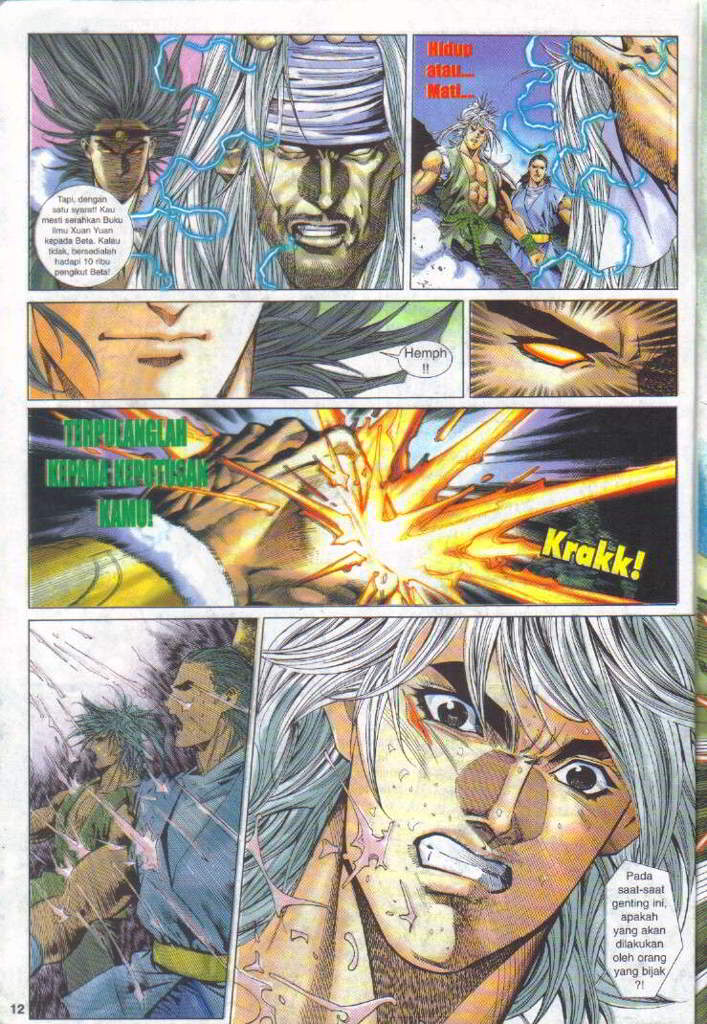 Tapi, dengan
satu syarat! Kau
mesti serahkan Buku
Ilmu Xuan Yuan
kepada Beta. Kalau
tidak, bersedialah
hadapi 10 ribu
pengikut Beta!
Hidup
atau....
Mati....
Hemph
!!
TERPULANGLAH
KEPADA KEPUTUSAN
KAMU!
Krakk!
Pada
saat-saat
genting ini,
apakah
yang akan
dilakukan
oleh orang
yang bijak
?!
12